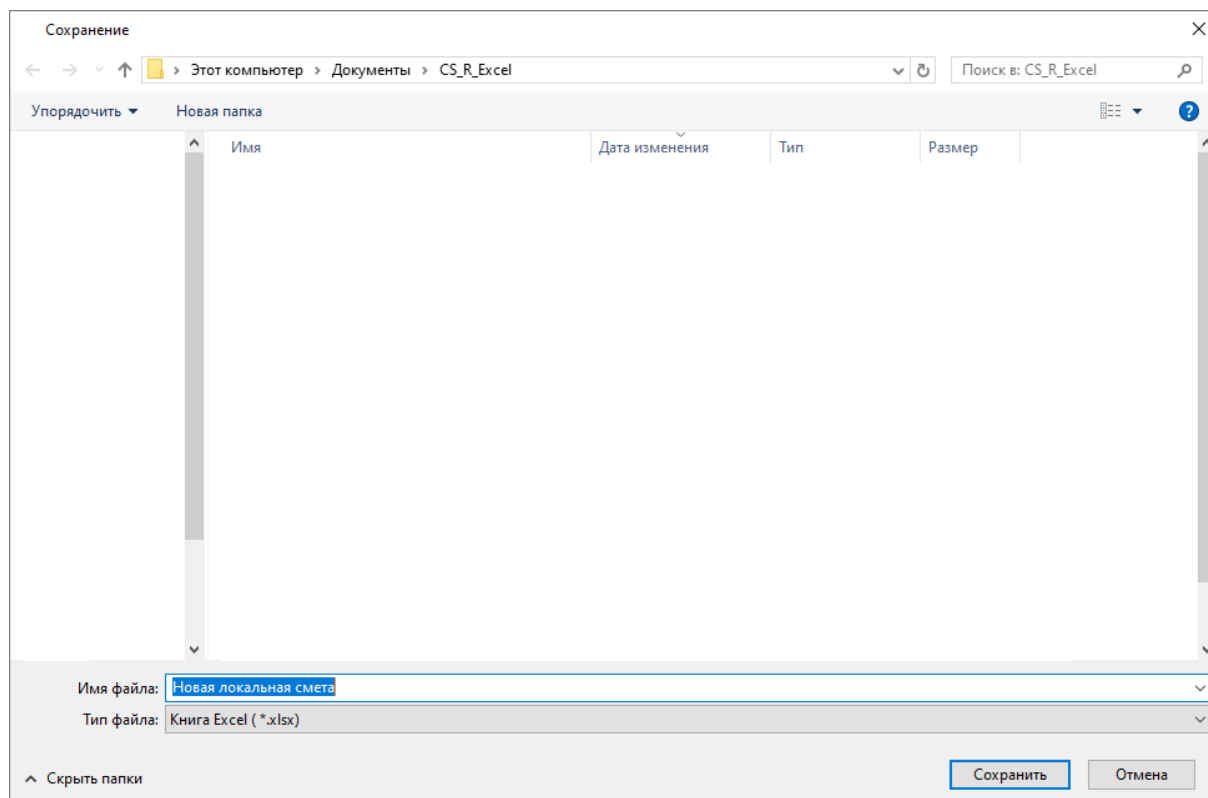 Сохранение
Этот компьютер > Документы > CS_R_Excel Поиск в: CS_R_Excel
Упорядочить Новая папка ?
Имя Дата изменения Тип Размер
Имя файла: Новая локальная смета
Тип файла: Книга Excel ( *.xlsx)
Скрыть папки Сохранить Отмена